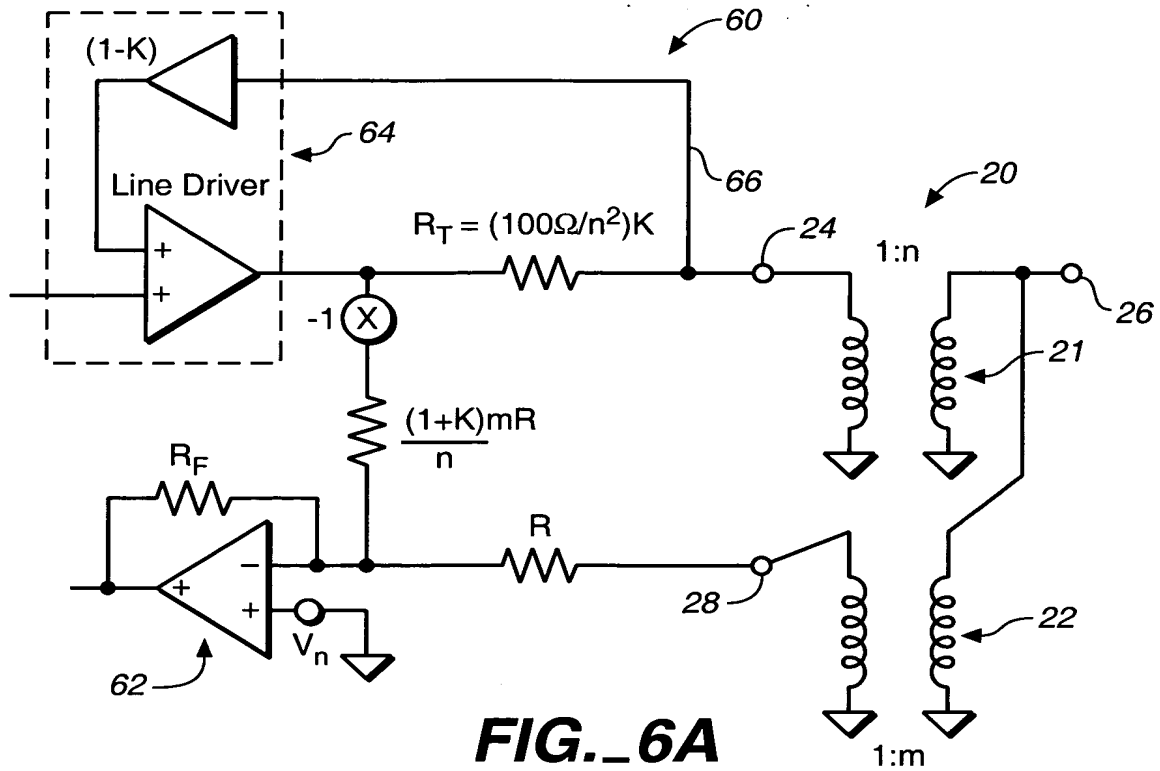 60
(1-K)
64
Line Driver
66
20
R_T = (100Ω/n²)K
24
1:n
+
+
-1
X
26
21
(1+K)mR
n
R_F
R
28
−
+
+
V_n
22
62
FIG._6A
1:m